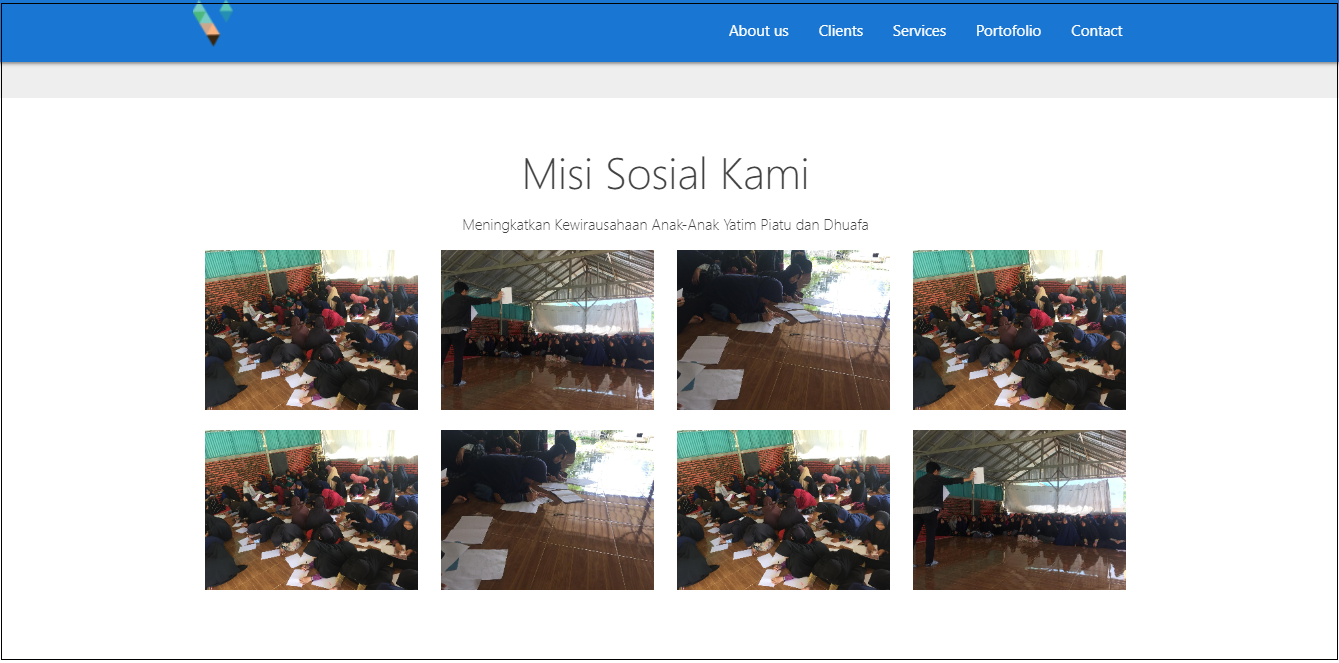 About us
Clients
Services
Portofolio
Contact
Misi Sosial Kami
Meningkatkan Kewirausahaan Anak-Anak Yatim Piatu dan Dhuafa